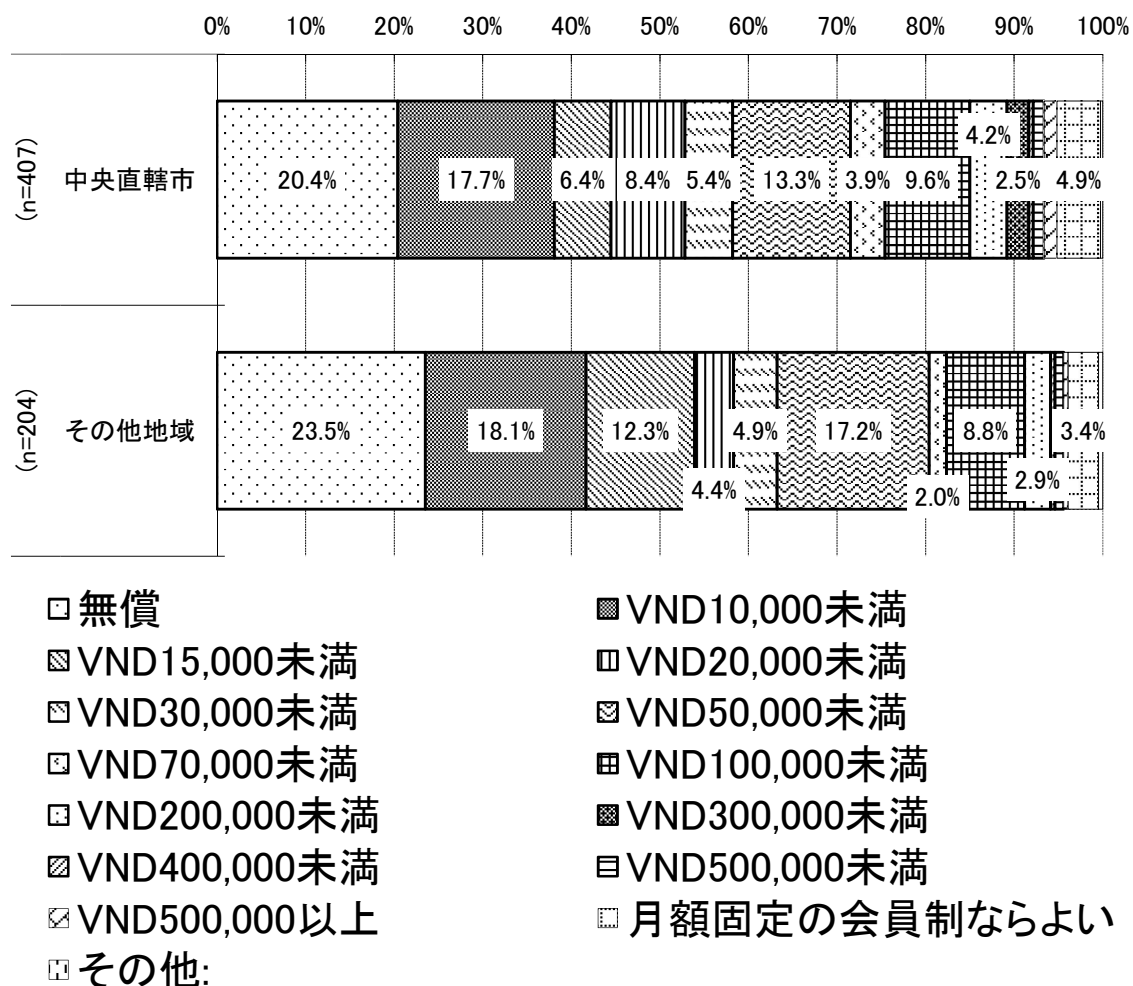 0% 10% 20% 30% 40% 50% 60% 70% 80% 90% 100%
(n=407)
中央直轄市
20.4% 17.7% 6.4% 8.4% 5.4% 13.3% 3.9% 9.6% 4.2% 2.5% 4.9%
(n=204)
その他地域
23.5% 18.1% 12.3% 4.4% 4.9% 17.2% 2.0% 8.8% 2.9% 3.4%
無償 VND10,000未満
VND15,000未満 VND20,000未満
VND30,000未満 VND50,000未満
VND70,000未満 VND100,000未満
VND200,000未満 VND300,000未満
VND400,000未満 VND500,000未満
VND500,000以上 月額固定の会員制ならよい
その他: